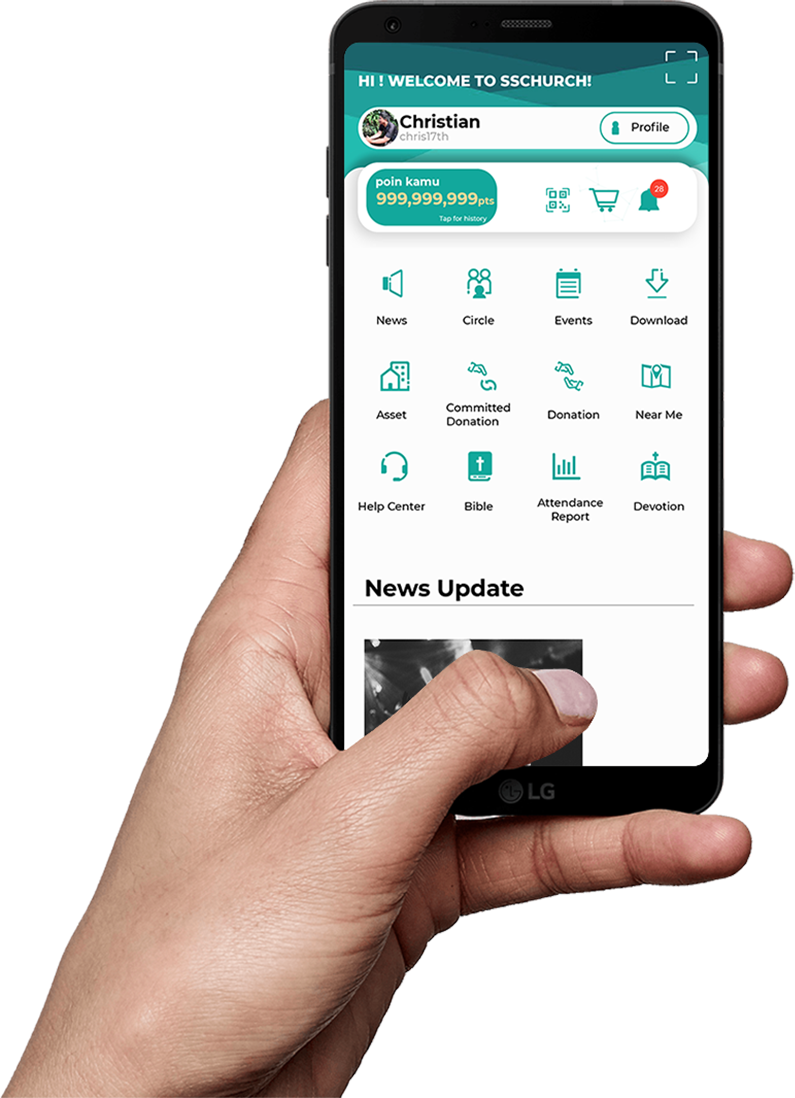 HI ! WELCOME TO SSCHURCH!
Christian
chris17th
Profile
poin kamu
999,999,999pts
Tap for history
28
News
Circle
Events
Download
Asset
Committed
Donation
Donation
Near Me
Help Center
Bible
Attendance
Report
Devotion
News Update
LG